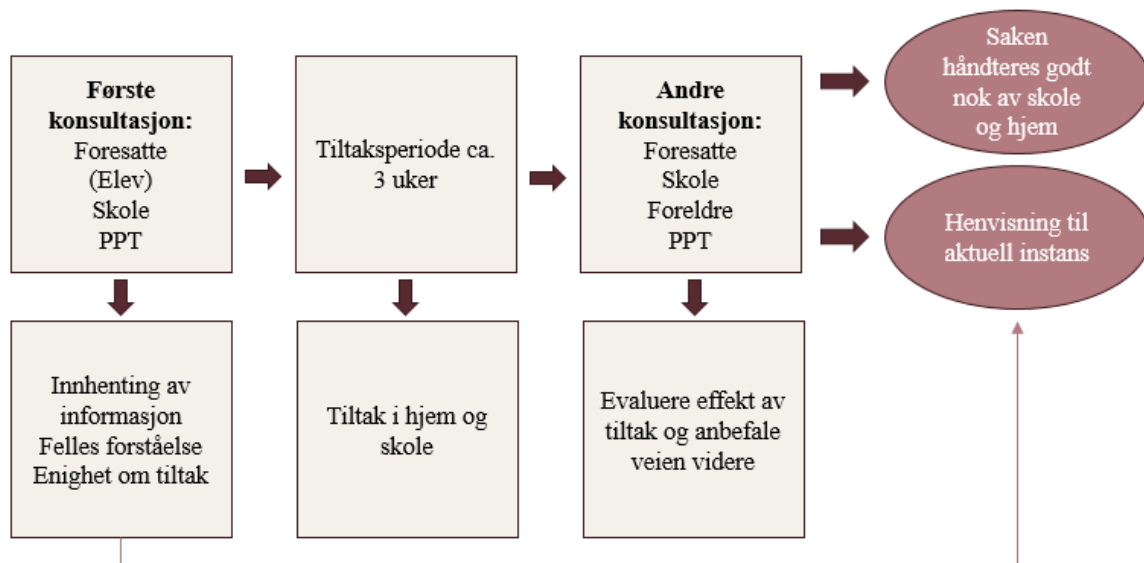 Første
konsultasjon:
Foresatte
(Elev)
Skole
PPT
Tiltaksperiode ca.
3 uker
Andre
konsultasjon:
Foresatte
Skole
Foreldre
PPT
Saken
håndteres godt
nok av skole
og hjem
Henvisning til
aktuell instans
Innhenting av
informasjon
Felles forståelse
Enighet om tiltak
Tiltak i hjem og
skole
Evaluere effekt av
tiltak og anbefale
veien videre